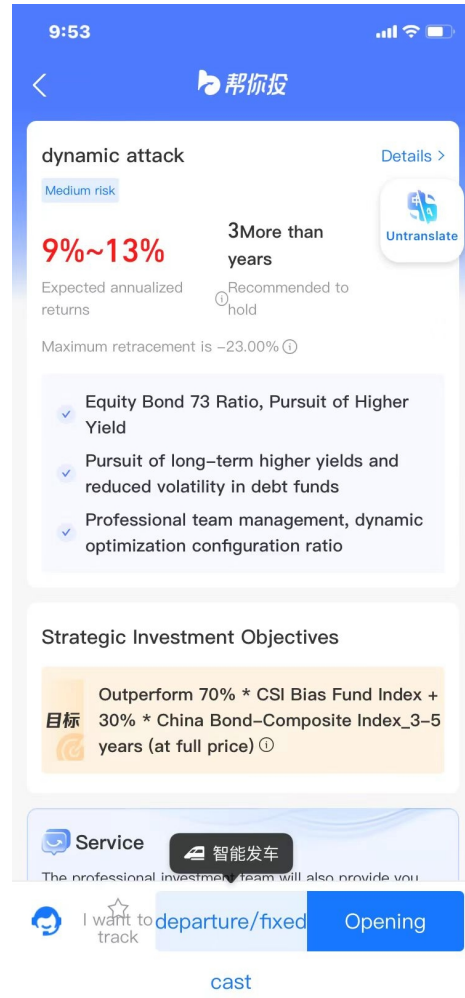 9:53
帮你投
dynamic attack
Details >
Medium risk
Untranslate
9%~13%
3More than
years
Expected annualized
returns
Recommended to
hold
Maximum retracement is -23.00%
Equity Bond 73 Ratio, Pursuit of Higher
Yield
Pursuit of long-term higher yields and
reduced volatility in debt funds
Professional team management, dynamic
optimization configuration ratio
Strategic Investment Objectives
目标
Outperform 70% * CSI Bias Fund Index +
30% * China Bond-Composite Index_3-5
years (at full price)
Service
智能发车
The professional investment team will also provide you
I want to
track
departure/fixed
cast
Opening